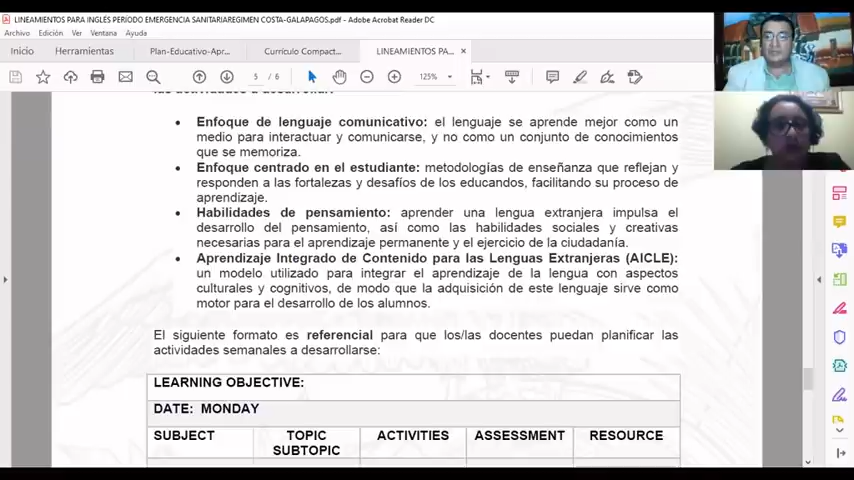 LINEAMIENTOS PARA INGLÉS PERÍODO EMERGENCIA SANITARIAREGIMEN COSTA-GALAPAGOS.pdf - Adobe Acrobat Reader DC
Archivo Edición Ver Ventana Ayuda
Inicio Herramientas Plan-Educativo-Apr... Currículo Compact... LINEAMIENTOS PA...
5 / 6 125%
Enfoque de lenguaje comunicativo: el lenguaje se aprende mejor como un
medio para interactuar y comunicarse, y no como un conjunto de conocimientos
que se memoriza.
Enfoque centrado en el estudiante: metodologías de enseñanza que reflejan y
responden a las fortalezas y desafíos de los educandos, facilitando su proceso de
aprendizaje.
Habilidades de pensamiento: aprender una lengua extranjera impulsa el
desarrollo del pensamiento, así como las habilidades sociales y creativas
necesarias para el aprendizaje permanente y el ejercicio de la ciudadanía.
Aprendizaje Integrado de Contenido para las Lenguas Extranjeras (AICLE):
un modelo utilizado para integrar el aprendizaje de la lengua con aspectos
culturales y cognitivos, de modo que la adquisición de este lenguaje sirve como
motor para el desarrollo de los alumnos.
El siguiente formato es referencial para que los/las docentes puedan planificar las
actividades semanales a desarrollarse:
LEARNING OBJECTIVE:
DATE: MONDAY
SUBJECT TOPIC ACTIVITIES ASSESSMENT RESOURCE
SUBTOPIC